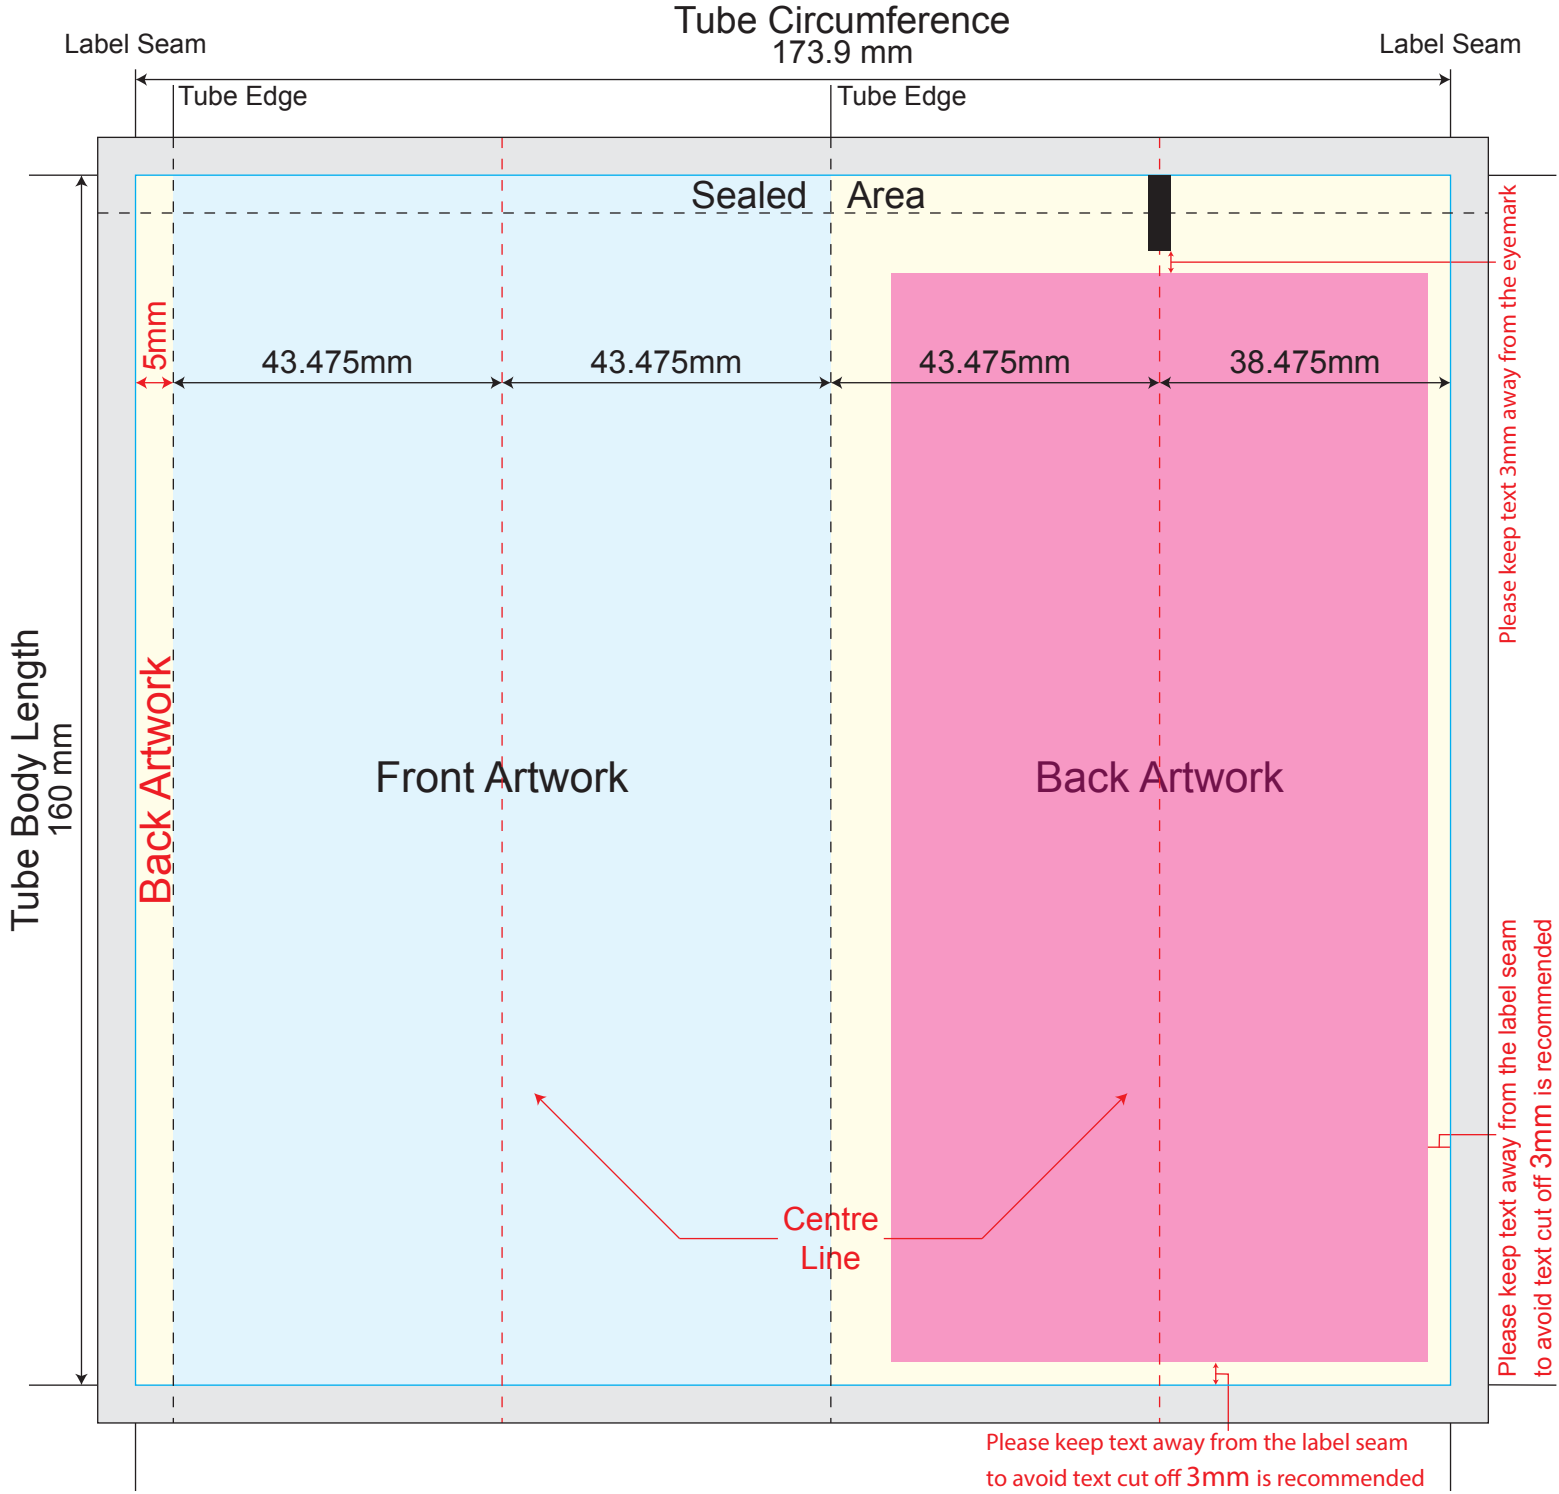 Tube Circumference
173.9 mm
Label Seam
Label Seam
Tube Edge
Tube Edge
Sealed Area
5mm
43.475mm
43.475mm
43.475mm
38.475mm
Please keep text 3mm away from the eyemark
Tube Body Length
160 mm
Back Artwork
Front Artwork
Back Artwork
Centre
Line
Please keep text away from the label seam
to avoid text cut off 3mm is recommended
Please keep text away from the label seam
to avoid text cut off 3mm is recommended